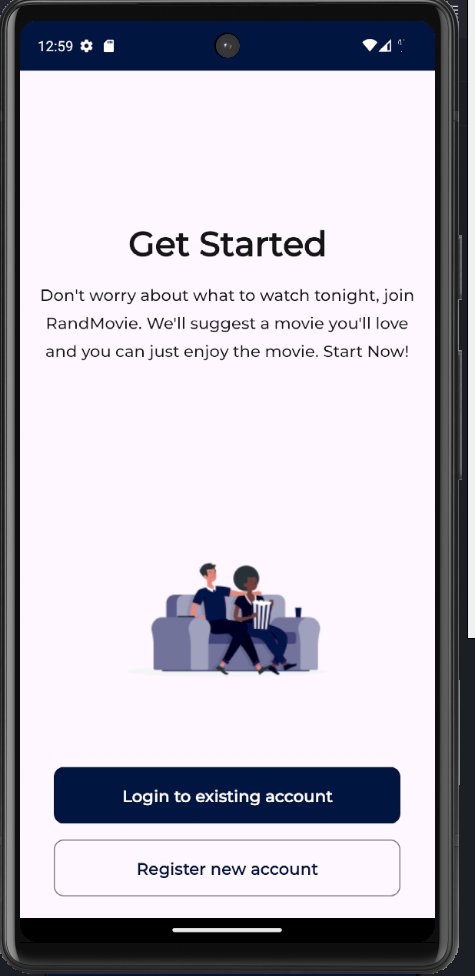 12:59
Get Started
Don't worry about what to watch tonight, join
RandMovie. We'll suggest a movie you'll love
and you can just enjoy the movie. Start Now!
Login to existing account
Register new account